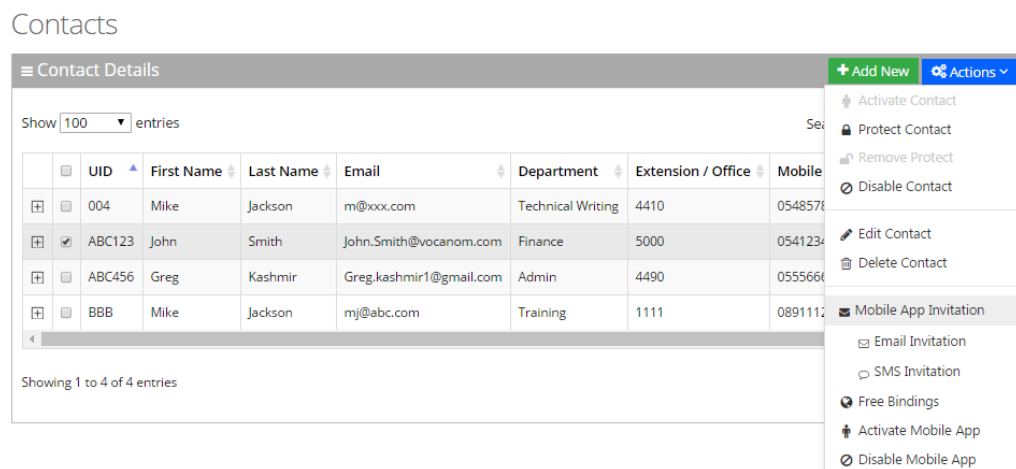 Contacts
Contact Details
Add New Actions
Show 100 entries
UID First Name Last Name Email Department Extension / Office Mobile
004 Mike Jackson m@xxx.com Technical Writing 4410 0548578
ABC123 John Smith John.Smith@vocanom.com Finance 5000 0541234
ABC456 Greg Kashmir Greg.kashmir1@gmail.com Admin 4490 0555666
BBB Mike Jackson mj@abc.com Training 1111 0891112
Showing 1 to 4 of 4 entries
Activate Contact
Protect Contact
Remove Protect
Disable Contact
Edit Contact
Delete Contact
Mobile App Invitation
Email Invitation
SMS Invitation
Free Bindings
Activate Mobile App
Disable Mobile App